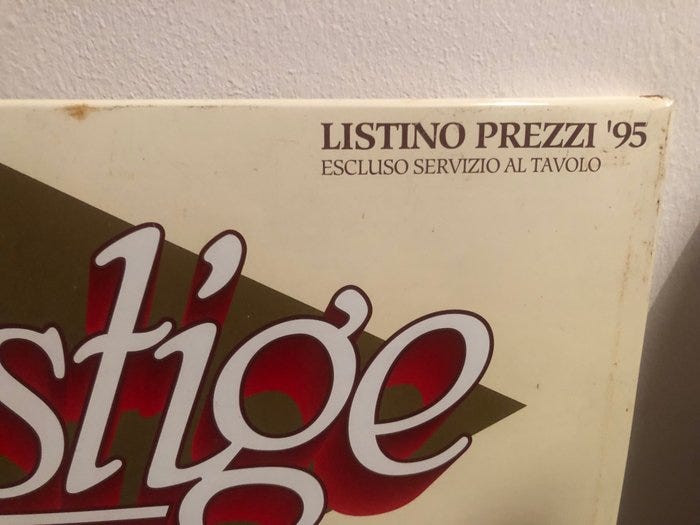 LISTINO PREZZI '95
ESCLUSO SERVIZIO AL TAVOLO
stige